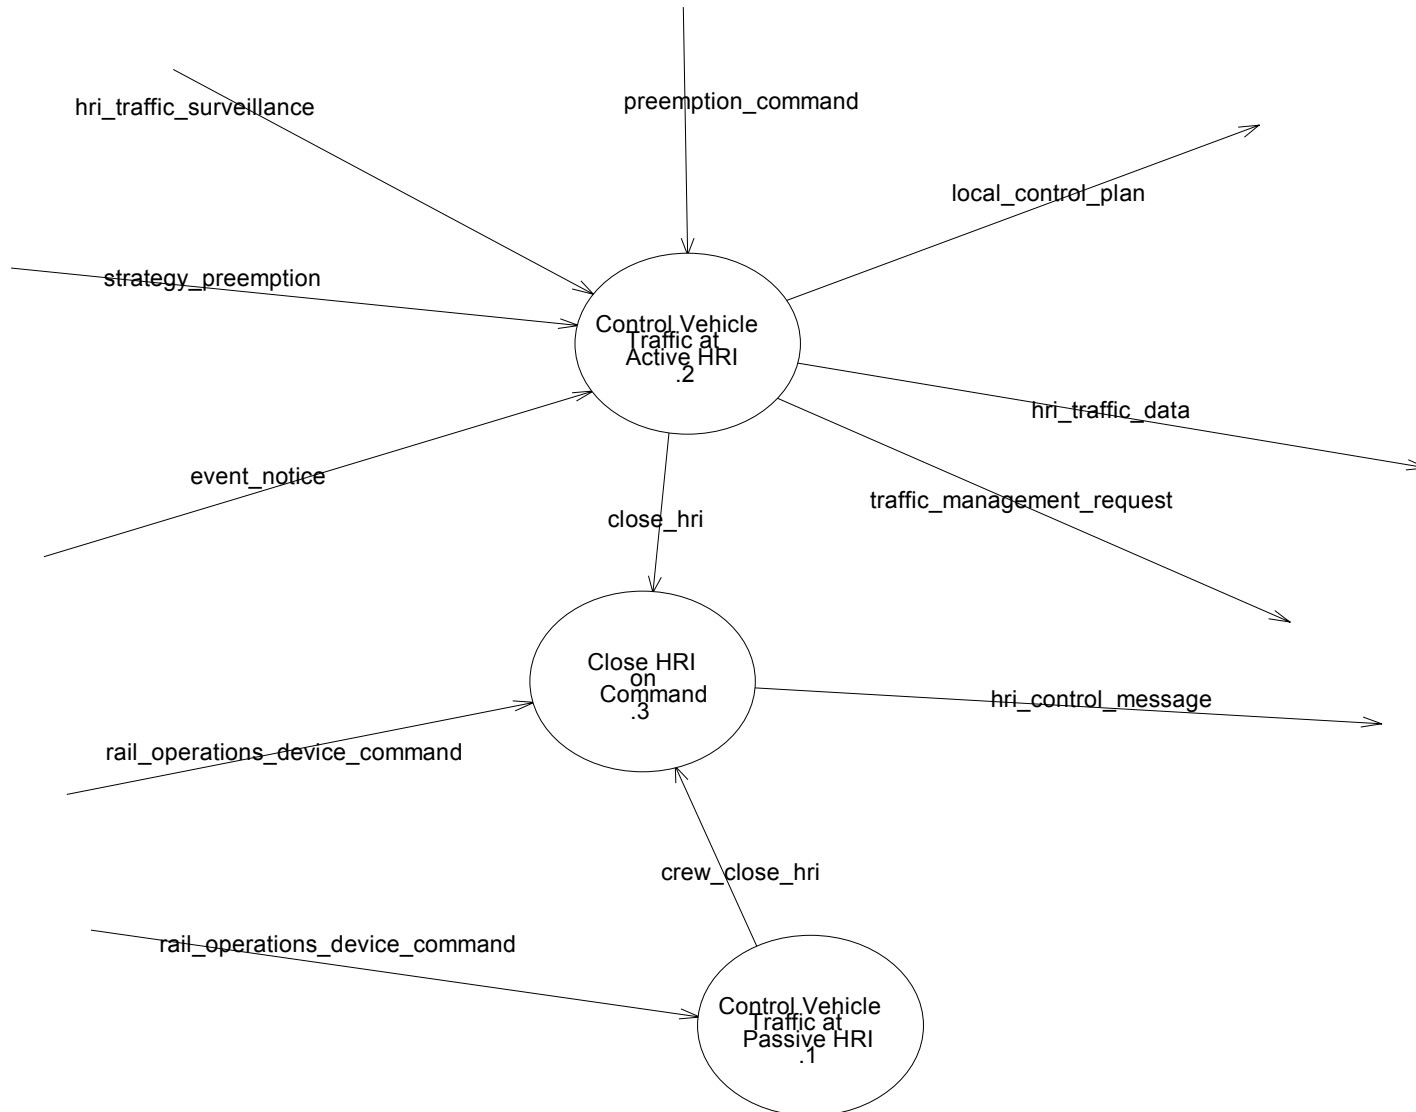 preemption_command
hri_traffic_surveillance
local_control_plan
strategy_preemption
Control Vehicle
Traffic at
Active HRI
.2
hri_traffic_data
event_notice
traffic_management_request
close_hri
Close HRI
on
Command
.3
hri_control_message
rail_operations_device_command
crew_close_hri
rail_operations_device_command
Control Vehicle
Traffic at
Passive HRI
.1